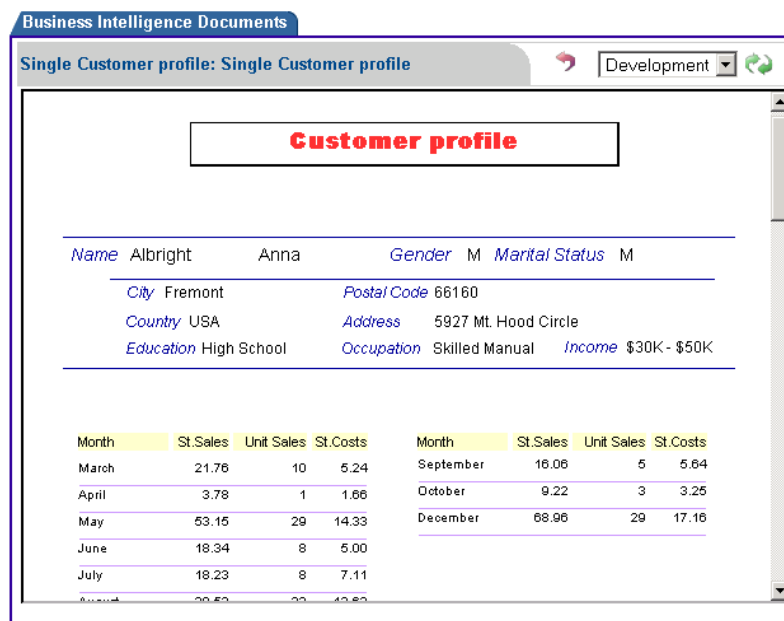 Business Intelligence Documents
Single Customer profile: Single Customer profile
Development
Customer profile
Name Albright Anna Gender M Marital Status M
City Fremont Postal Code 66160
Country USA Address 5927 Mt. Hood Circle
Education High School Occupation Skilled Manual Income $30K - $50K
Month St.Sales Unit Sales St.Costs
March 21.76 10 5.24
April 3.78 1 1.66
May 53.15 29 14.33
June 18.34 8 5.00
July 18.23 8 7.11
Month St.Sales Unit Sales St.Costs
September 16.06 5 5.64
October 9.22 3 3.25
December 68.96 29 17.16